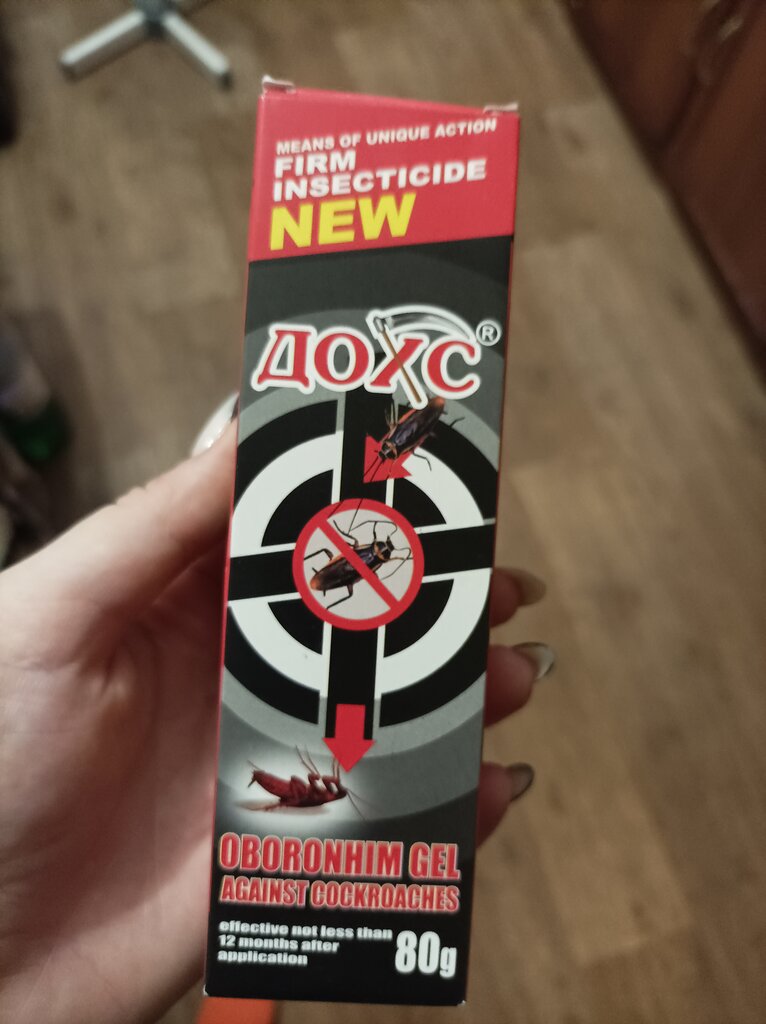 MEANS OF UNIQUE ACTION
FIRM
INSECTICIDE
NEW
ДОХС®
OBORONHIM GEL
AGAINST COCKROACHES
effective not less than
12 months after
application
80g